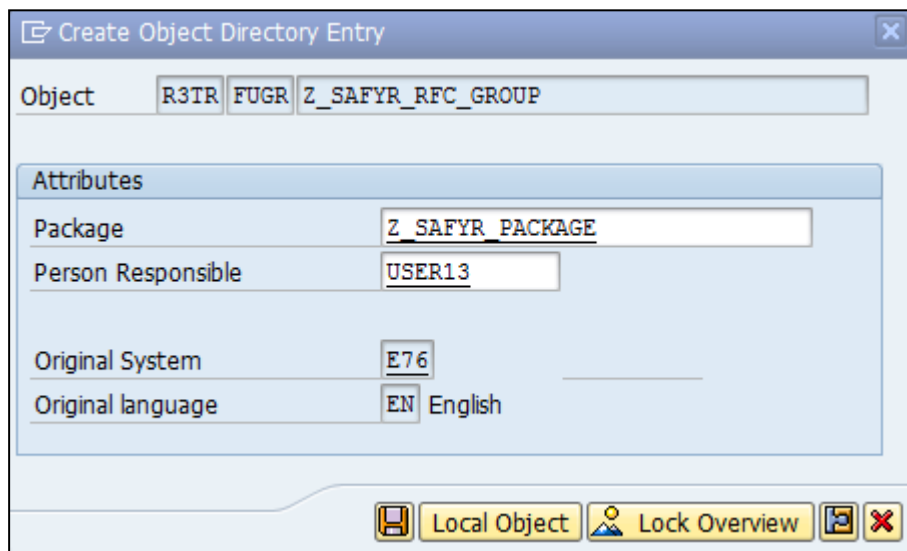 Create Object Directory Entry
Object R3TR FUGR Z_SAFYR_RFC_GROUP
Attributes
Package Z_SAFYR_PACKAGE
Person Responsible USER13
Original System E76
Original language EN English
Local Object Lock Overview